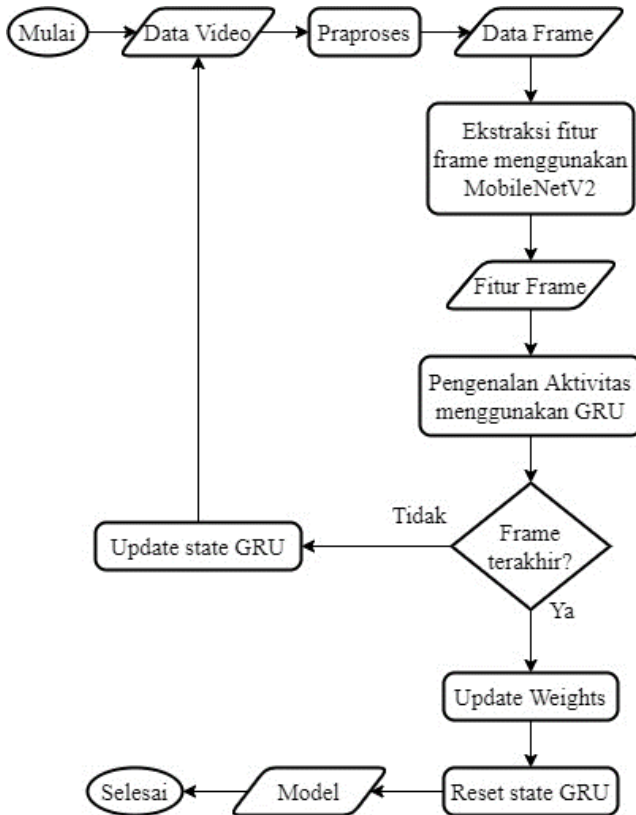 Mulai
Data Video
Praproses
Data Frame
Ekstraksi fitur
frame menggunakan
MobileNetV2
Fitur Frame
Pengenalan Aktivitas
menggunakan GRU
Frame
terakhir?
Tidak
Update state GRU
Ya
Update Weights
Reset state GRU
Model
Selesai